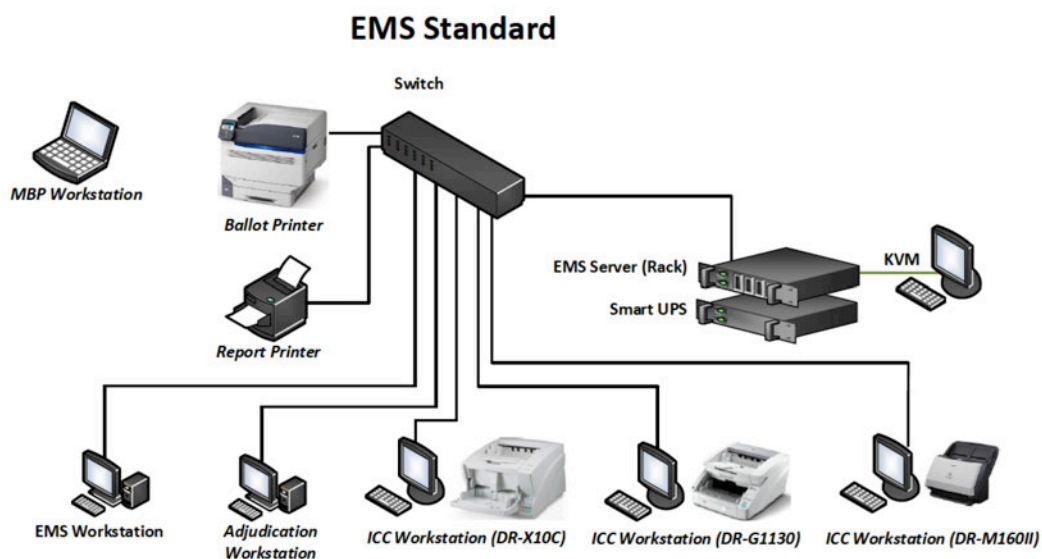 EMS Standard
Switch
MBP Workstation
Ballot Printer
EMS Server (Rack)
KVM
Smart UPS
Report Printer
EMS Workstation
Adjudication
Workstation
ICC Workstation (DR-X10C)
ICC Workstation (DR-G1130)
ICC Workstation (DR-M160II)